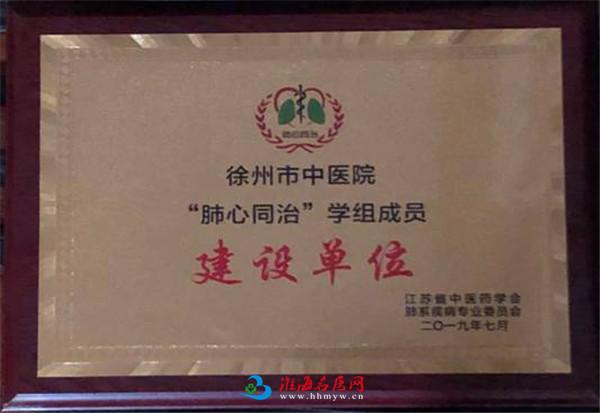 肺心同治
徐州市中医院
“肺心同治”学组成员
建设单位
江苏省中医药学会
肺系疾病专业委员会
二〇一九年七月
淮海名医网
www.hhmyw.cn